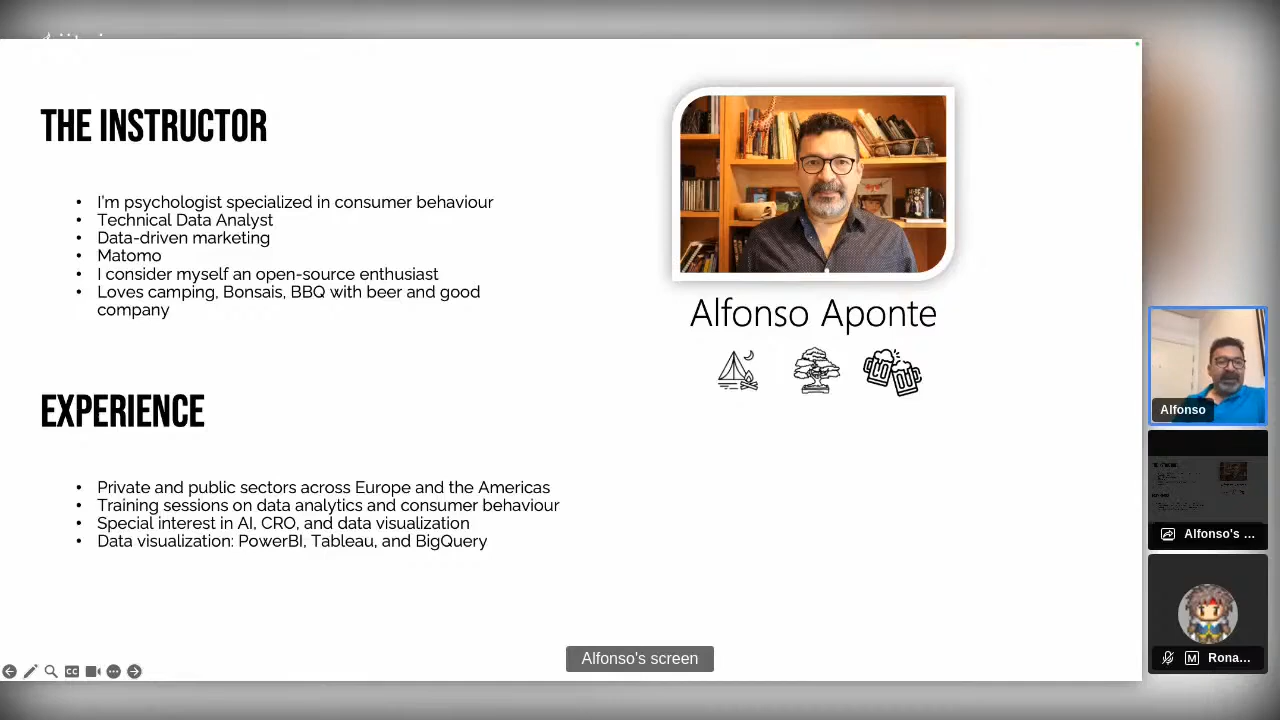 THE INSTRUCTOR
• I'm psychologist specialized in consumer behaviour
• Technical Data Analyst
• Data-driven marketing
• Matomo
• I consider myself an open-source enthusiast
• Loves camping, Bonsais, BBQ with beer and good
company
Alfonso Aponte
EXPERIENCE
• Private and public sectors across Europe and the Americas
• Training sessions on data analytics and consumer behaviour
• Special interest in AI, CRO, and data visualization
• Data visualization: PowerBI, Tableau, and BigQuery
CC
Alfonso's screen
Alfonso
Alfonso's ...
M Rona...